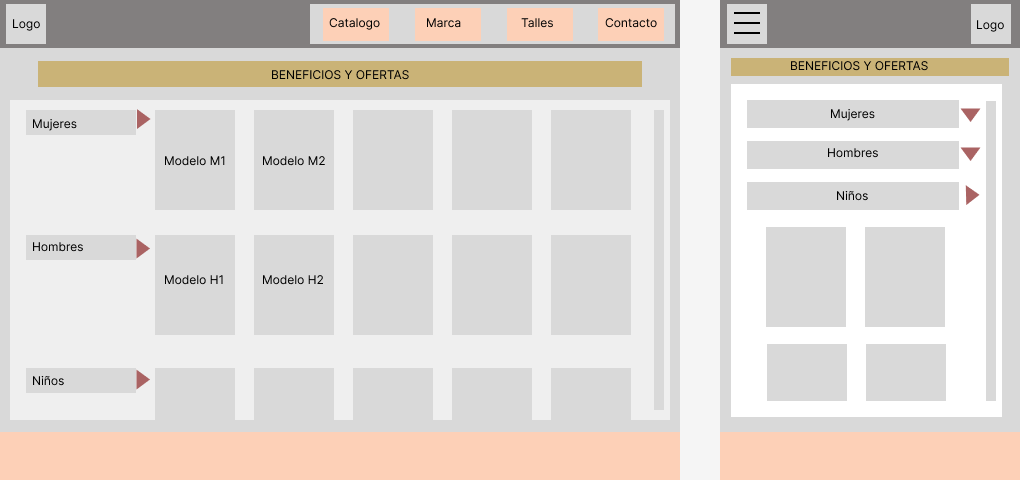 Logo
Catalogo
Marca
Talles
Contacto
BENEFICIOS Y OFERTAS
Mujeres
Modelo M1
Modelo M2
Hombres
Modelo H1
Modelo H2
Niños
Logo
BENEFICIOS Y OFERTAS
Mujeres
Hombres
Niños